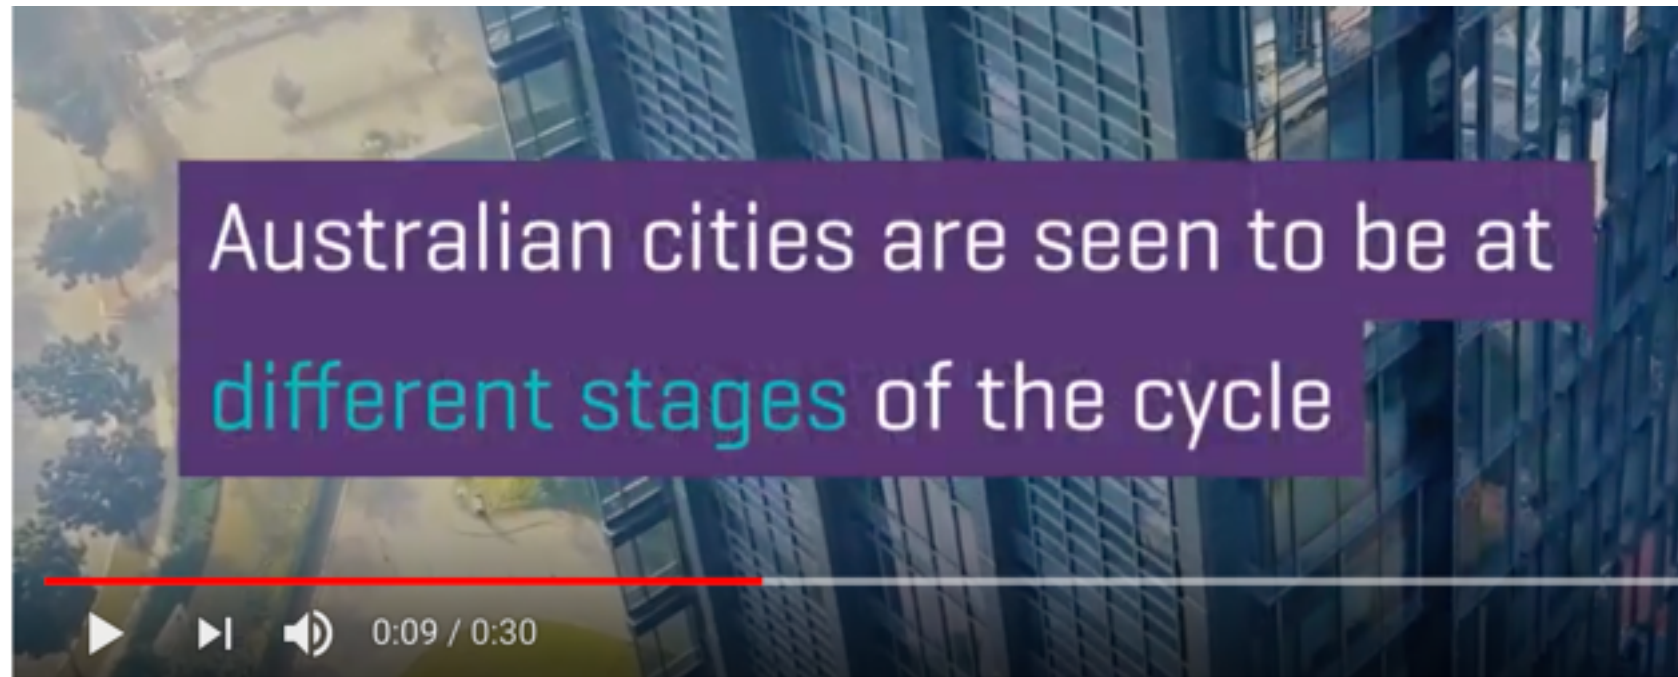 Australian cities are seen to be at
different stages of the cycle
0:09 / 0:30